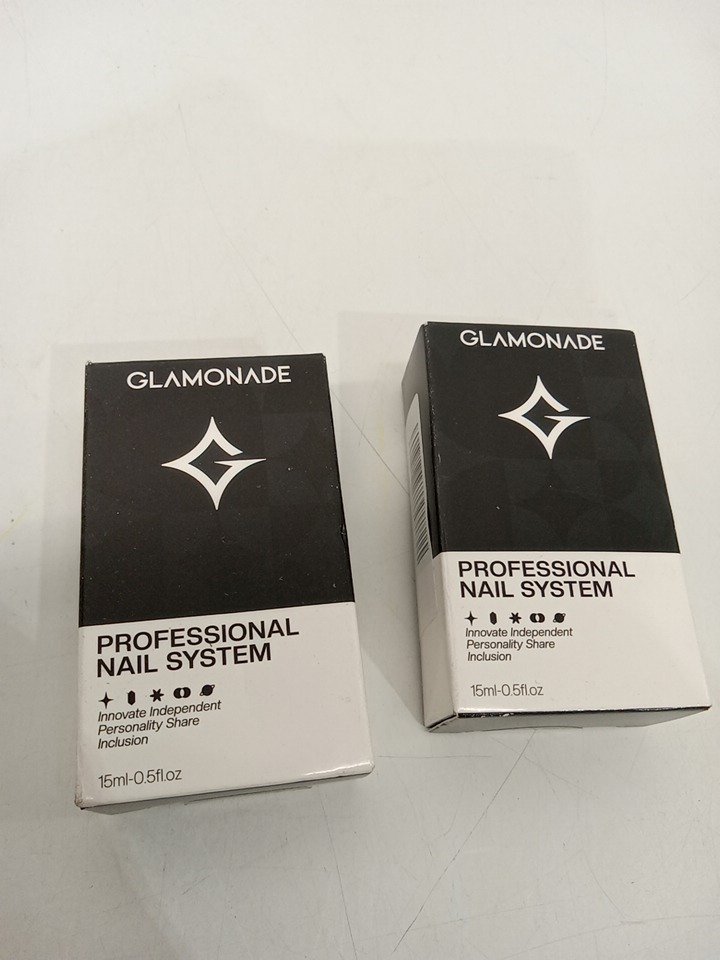 GLAMONADE
G
PROFESSIONAL
NAIL SYSTEM
Innovate Independent
Personality Share
Inclusion
15ml-0.5fl.oz
GLAMONADE
G
PROFESSIONAL
NAIL SYSTEM
Innovate Independent
Personality Share
Inclusion
15ml-0.5fl.oz